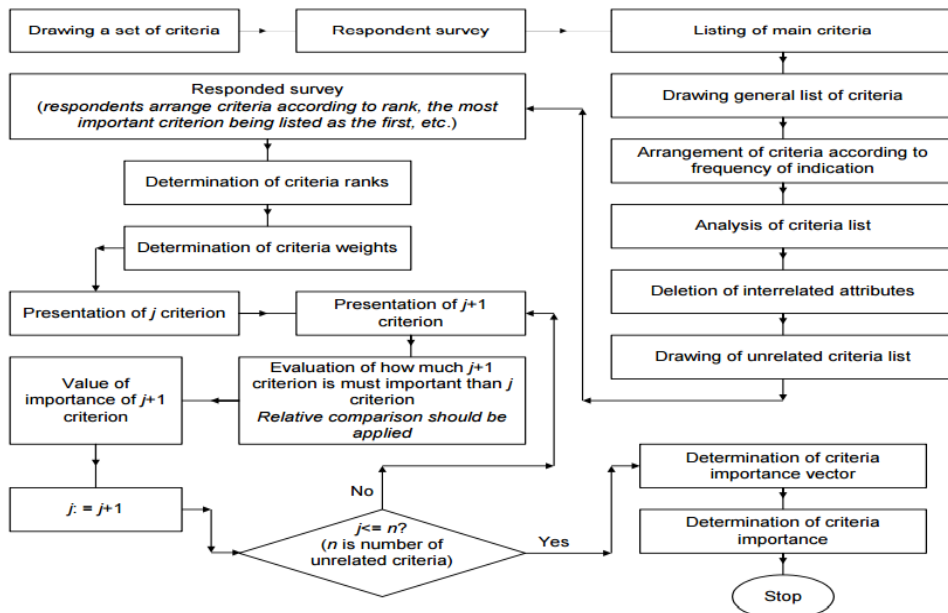 Drawing a set of criteria
Respondent survey
Listing of main criteria
Drawing general list of criteria
Arrangement of criteria according to
frequency of indication
Analysis of criteria list
Deletion of interrelated attributes
Drawing of unrelated criteria list
Responded survey
(respondents arrange criteria according to rank, the most
important criterion being listed as the first, etc.)
Determination of criteria ranks
Determination of criteria weights
Presentation of j criterion
Presentation of j+1
criterion
Evaluation of how much j+1
criterion is must important than j
criterion
Relative comparison should be
applied
Value of
importance of j+1
criterion
j: = j+1
j<= n?
(n is number of
unrelated criteria)
No
Yes
Determination of criteria
importance vector
Determination of criteria
importance
Stop